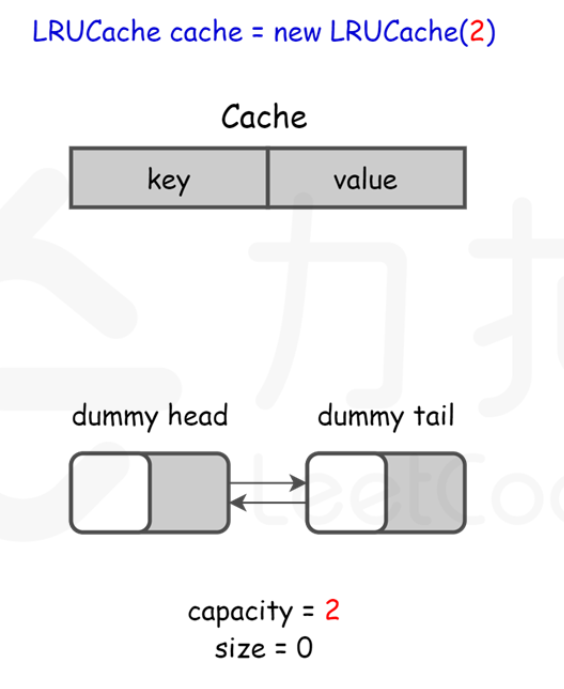 LRUCache cache = new LRUCache(2)
Cache
key value
力扣
dummy head dummy tail
LeetCode
capacity = 2
size = 0